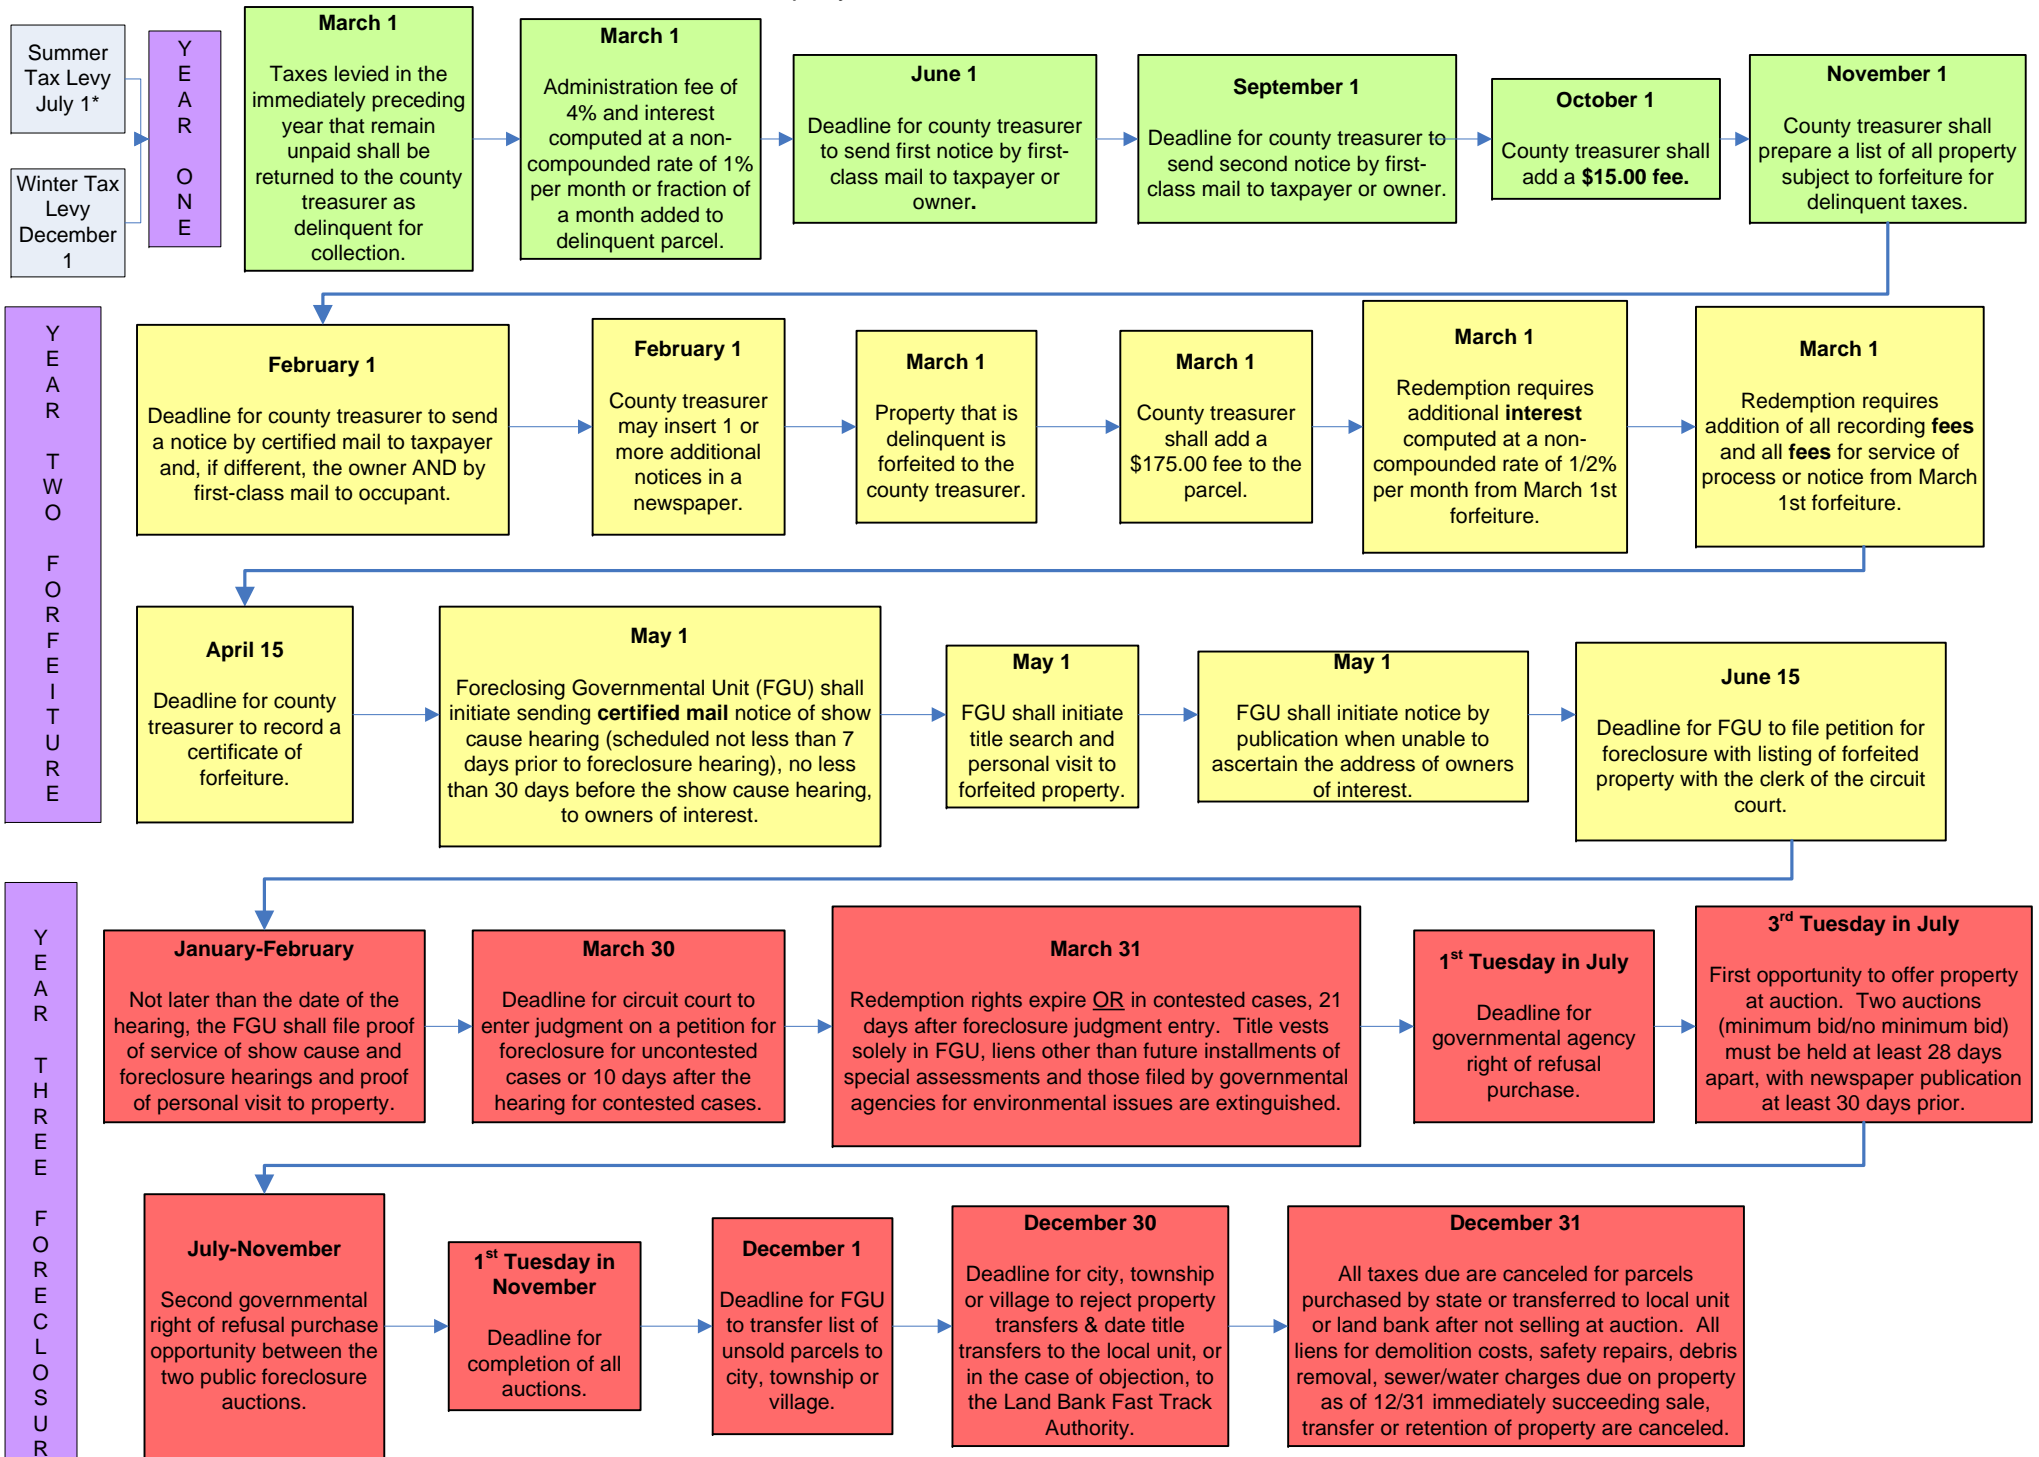 Summer
Tax Levy
July 1*
Winter Tax
Levy
December
1
Y
E
A
R
O
N
E
March 1
Taxes levied in the
immediately preceding
year that remain
unpaid shall be
returned to the county
treasurer as
delinquent for
collection.
March 1
Administration fee of
4% and interest
computed at a non-
compounded rate of 1%
per month or fraction of
a month added to
delinquent parcel.
June 1
Deadline for county treasurer
to send first notice by first-
class mail to taxpayer or
owner.
September 1
Deadline for county treasurer to
send second notice by first-
class mail to taxpayer or owner.
October 1
County treasurer shall
add a $15.00 fee.
November 1
County treasurer shall
prepare a list of all property
subject to forfeiture for
delinquent taxes.
Y
E
A
R
T
W
O
F
O
R
F
E
I
T
U
R
E
February 1
Deadline for county treasurer to send
a notice by certified mail to taxpayer
and, if different, the owner AND by
first-class mail to occupant.
February 1
County treasurer
may insert 1 or
more additional
notices in a
newspaper.
March 1
Property that is
delinquent is
forfeited to the
county treasurer.
March 1
County treasurer
shall add a
$175.00 fee to the
parcel.
March 1
Redemption requires
additional interest
computed at a non-
compounded rate of 1/2%
per month from March 1st
forfeiture.
March 1
Redemption requires
addition of all recording fees
and all fees for service of
process or notice from March
1st forfeiture.
April 15
Deadline for county
treasurer to record a
certificate of
forfeiture.
May 1
Foreclosing Governmental Unit (FGU) shall
initiate sending certified mail notice of show
cause hearing (scheduled not less than 7
days prior to foreclosure hearing), no less
than 30 days before the show cause hearing,
to owners of interest.
May 1
FGU shall initiate
title search and
personal visit to
forfeited property.
May 1
FGU shall initiate notice by
publication when unable to
ascertain the address of owners
of interest.
June 15
Deadline for FGU to file petition for
foreclosure with listing of forfeited
property with the clerk of the circuit
court.
Y
E
A
R
T
H
R
E
E
F
O
R
E
C
L
O
S
U
R
January-February
Not later than the date of the
hearing, the FGU shall file proof
of service of show cause and
foreclosure hearings and proof
of personal visit to property.
March 30
Deadline for circuit court to
enter judgment on a petition for
foreclosure for uncontested
cases or 10 days after the
hearing for contested cases.
March 31
Redemption rights expire OR in contested cases, 21
days after foreclosure judgment entry. Title vests
solely in FGU, liens other than future installments of
special assessments and those filed by governmental
agencies for environmental issues are extinguished.
1st Tuesday in July
Deadline for
governmental agency
right of refusal
purchase.
3rd Tuesday in July
First opportunity to offer property
at auction. Two auctions
(minimum bid/no minimum bid)
must be held at least 28 days
apart, with newspaper publication
at least 30 days prior.
July-November
Second governmental
right of refusal purchase
opportunity between the
two public foreclosure
auctions.
1st Tuesday in
November
Deadline for
completion of all
auctions.
December 1
Deadline for FGU
to transfer list of
unsold parcels to
city, township or
village.
December 30
Deadline for city, township
or village to reject property
transfers & date title
transfers to the local unit, or
in the case of objection, to
the Land Bank Fast Track
Authority.
December 31
All taxes due are canceled for parcels
purchased by state or transferred to local unit
or land bank after not selling at auction. All
liens for demolition costs, safety repairs, debris
removal, sewer/water charges due on property
as of 12/31 immediately succeeding sale,
transfer or retention of property are canceled.